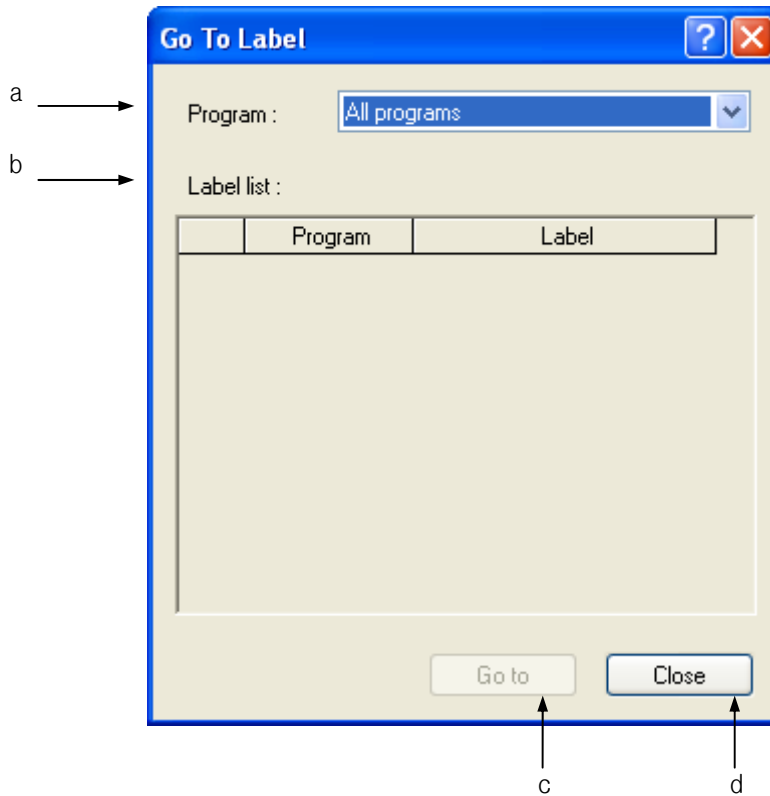 Go To Label
a
Program :
All programs
b
Label list :
Program
Label
Go to
Close
c
d